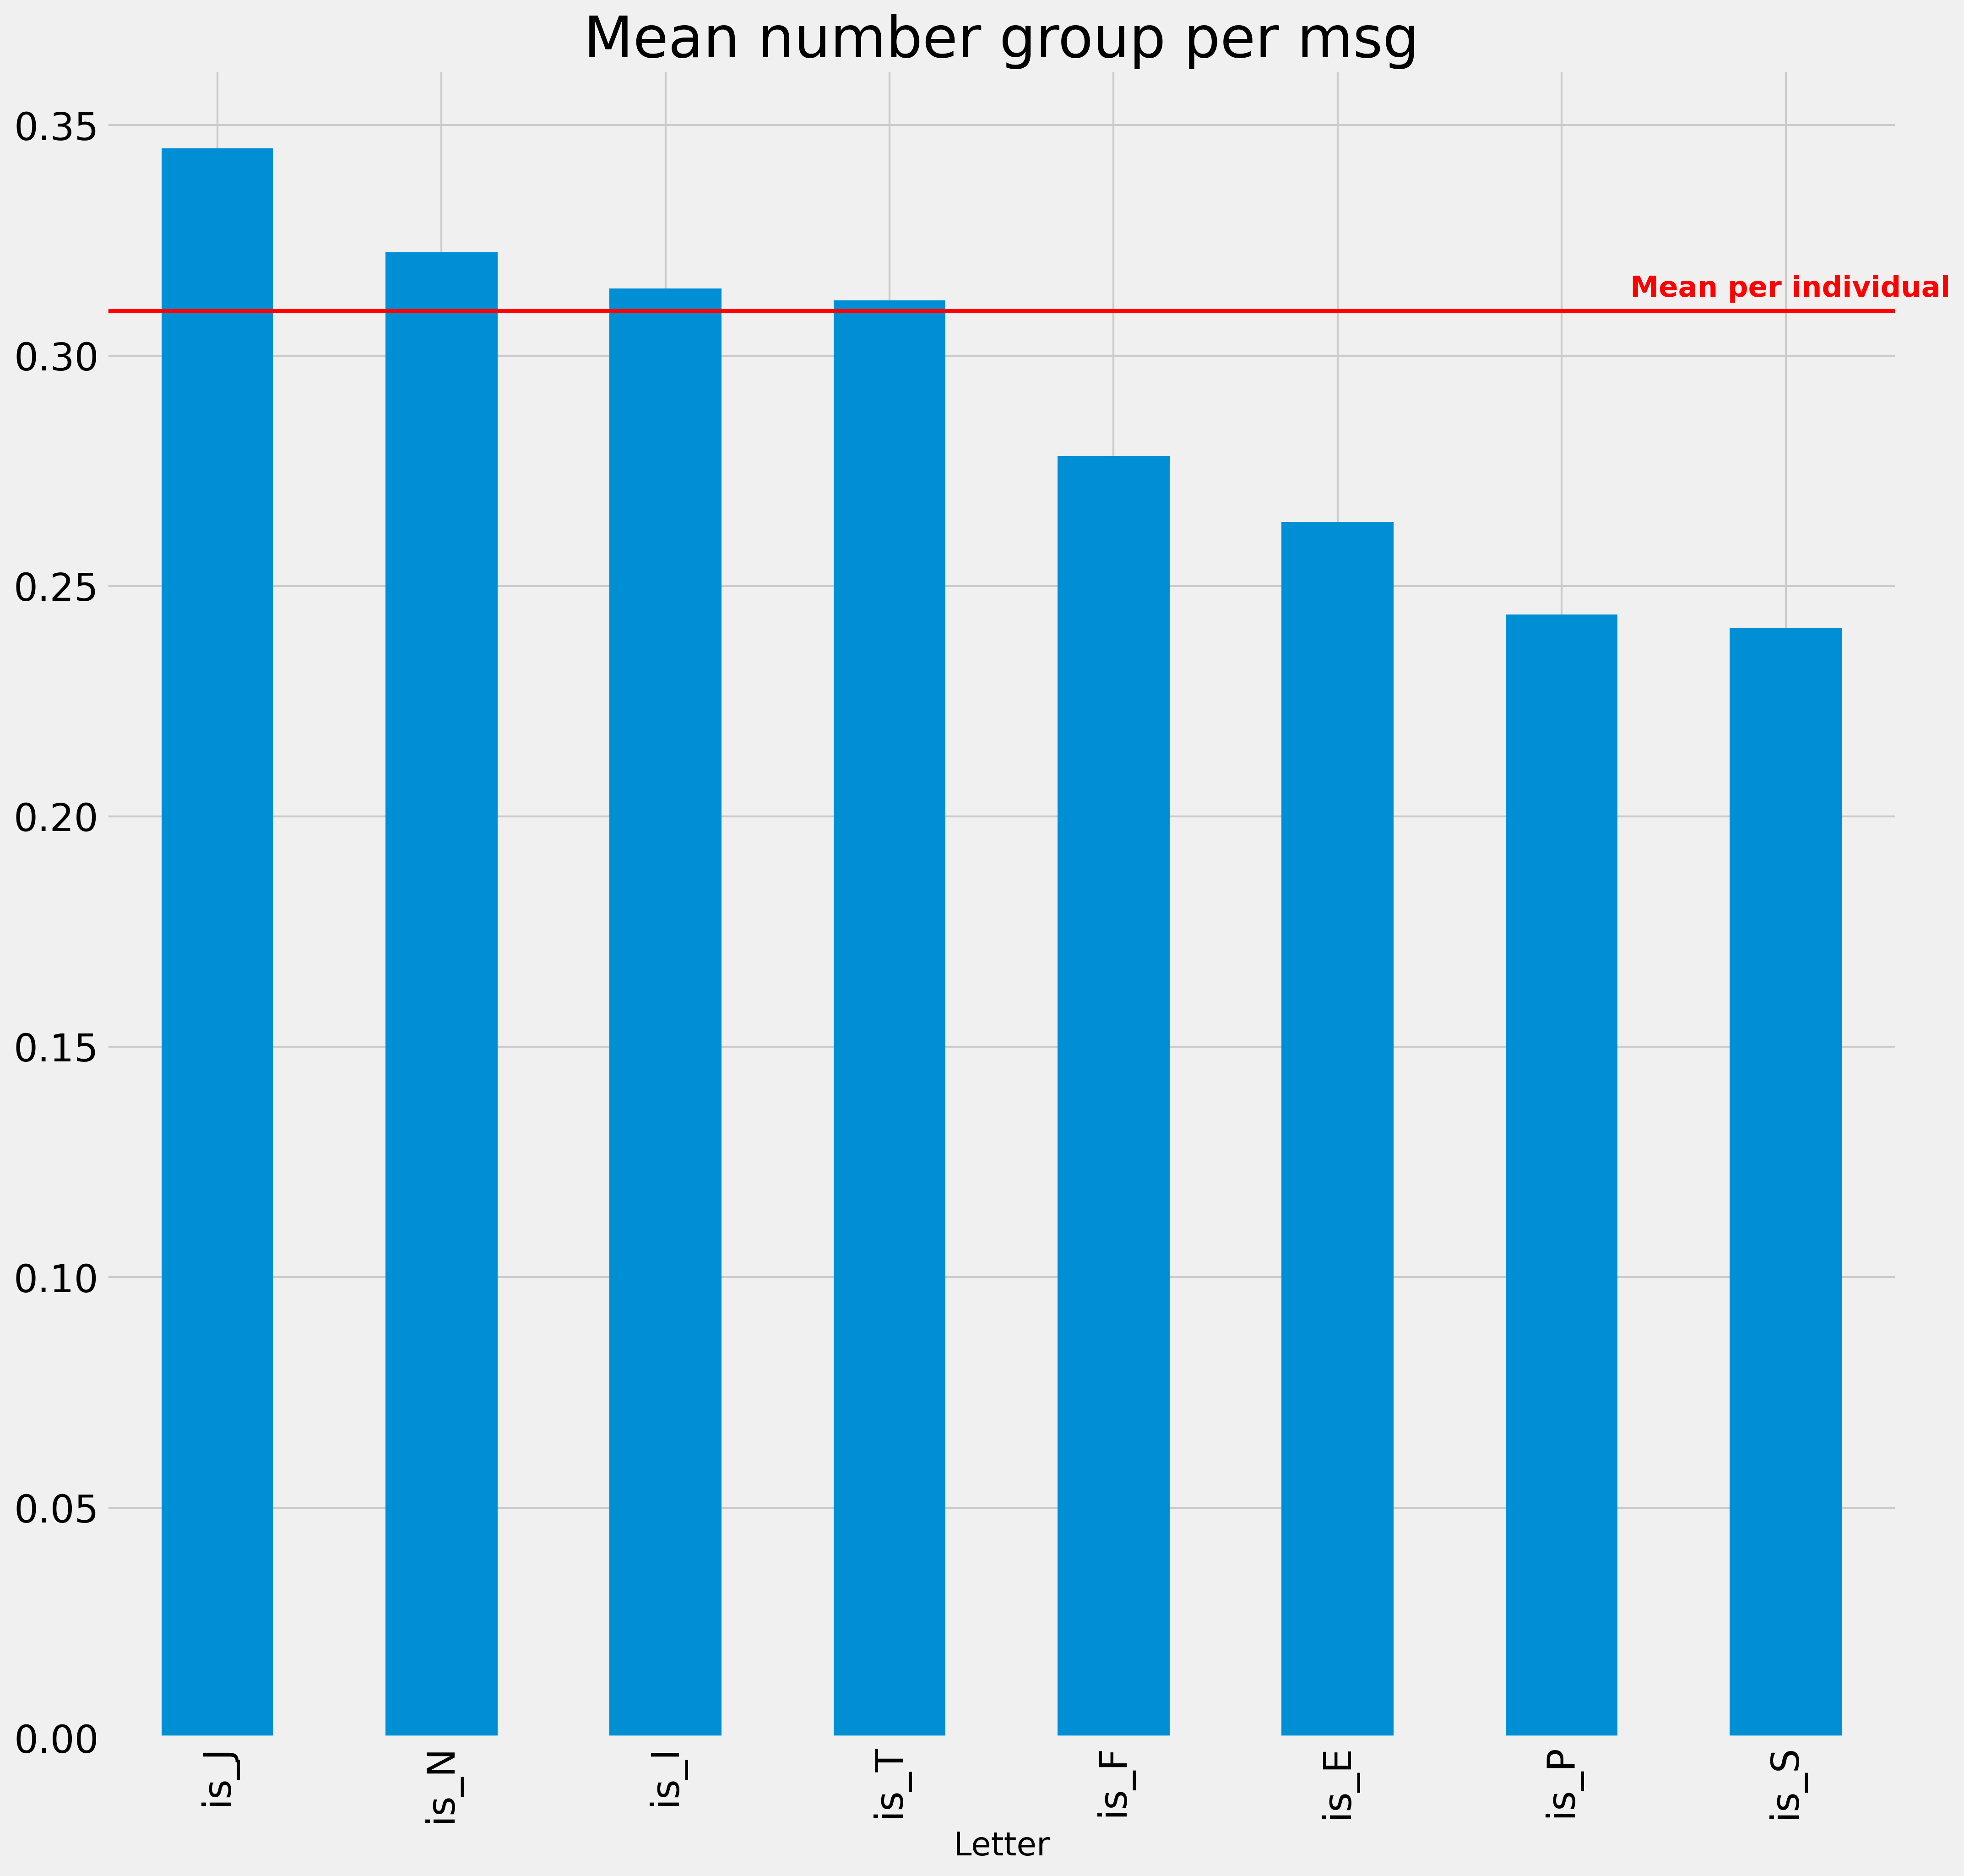 Mean number group per msg
0.35
Mean per individual
0.30
0.25
0.20
0.15
0.10
0.05
0.00
is_J
is_N
is_I
is_T
is_F
is_E
is_P
is_S
Letter